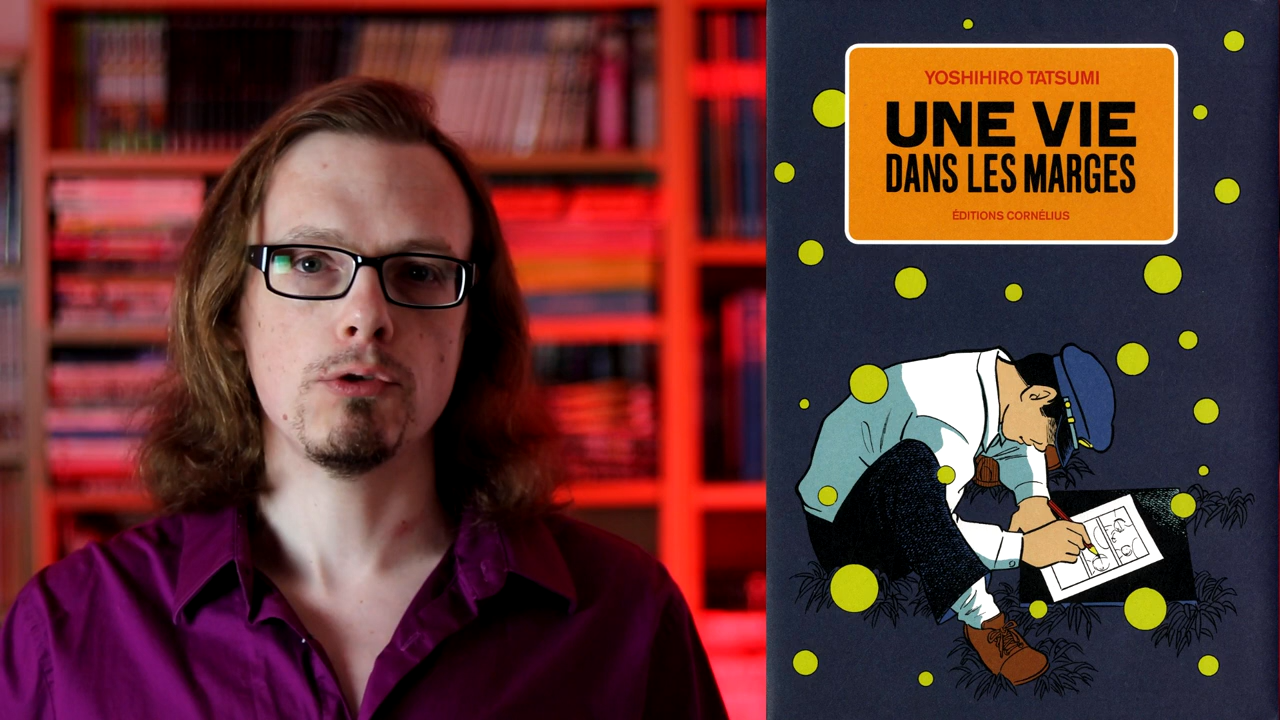 YOSHIHIRO TATSUMI
UNE VIE
DANS LES MARGES
ÉDITIONS CORNÉLIUS